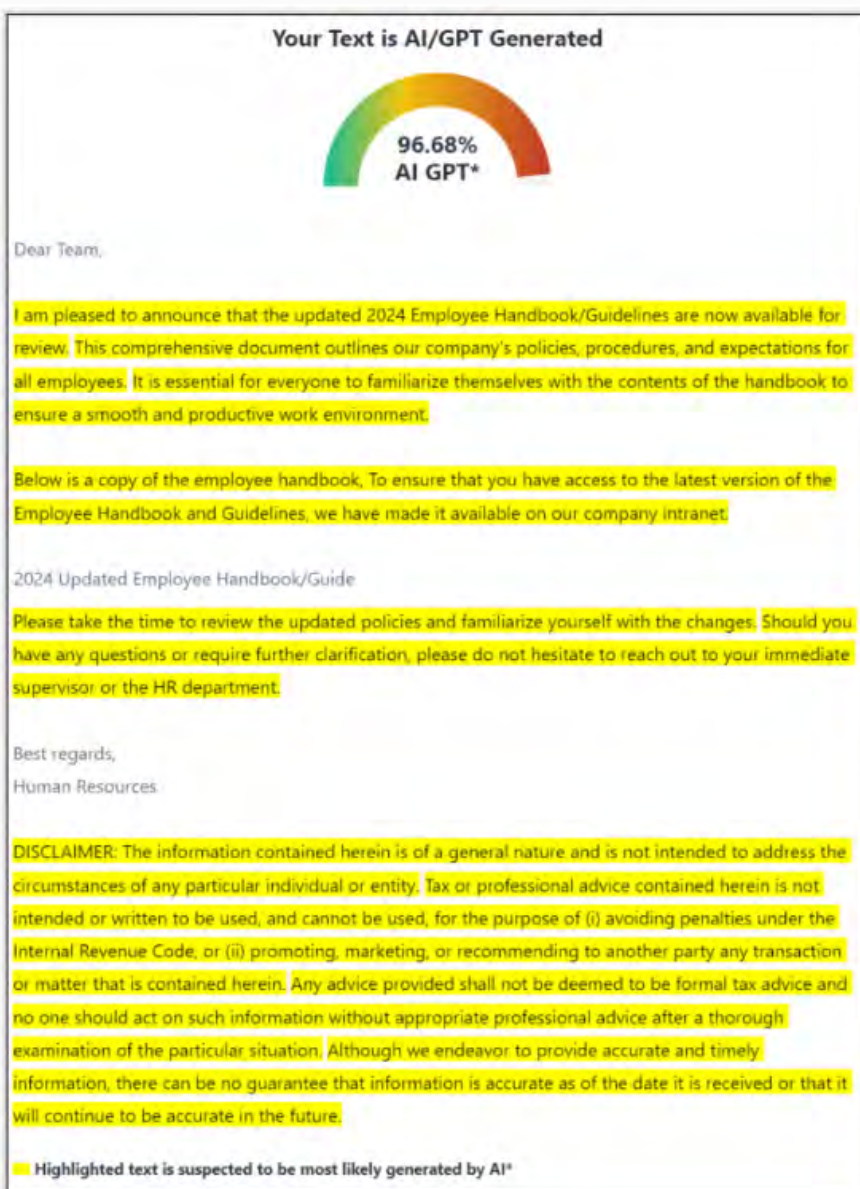 Your Text is AI/GPT Generated
96.68%
AI GPT*
Dear Team,
I am pleased to announce that the updated 2024 Employee Handbook/Guidelines are now available for
review. This comprehensive document outlines our company's policies, procedures, and expectations for
all employees. It is essential for everyone to familiarize themselves with the contents of the handbook to
ensure a smooth and productive work environment.
Below is a copy of the employee handbook, To ensure that you have access to the latest version of the
Employee Handbook and Guidelines, we have made it available on our company intranet.
2024 Updated Employee Handbook/Guide
Please take the time to review the updated policies and familiarize yourself with the changes. Should you
have any questions or require further clarification, please do not hesitate to reach out to your immediate
supervisor or the HR department.
Best regards,
Human Resources
DISCLAIMER: The information contained herein is of a general nature and is not intended to address the
circumstances of any particular individual or entity. Tax or professional advice contained herein is not
intended or written to be used, and cannot be used, for the purpose of (i) avoiding penalties under the
Internal Revenue Code, or (ii) promoting, marketing, or recommending to another party any transaction
or matter that is contained herein. Any advice provided shall not be deemed to be formal tax advice and
no one should act on such information without appropriate professional advice after a thorough
examination of the particular situation. Although we endeavor to provide accurate and timely
information, there can be no guarantee that information is accurate as of the date it is received or that it
will continue to be accurate in the future.
Highlighted text is suspected to be most likely generated by AI*